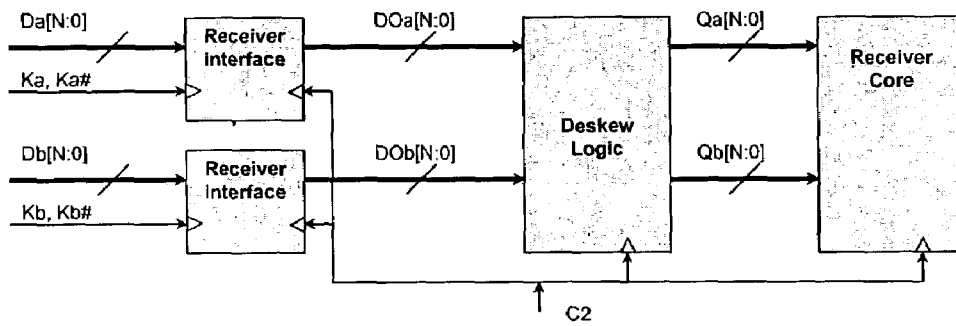 Da[N:0]
Receiver
Interface
DOa[N:0]
Qa[N:0]
Receiver
Core
Ka, Ka#
Deskew
Logic
Db[N:0]
Receiver
Interface
DOb[N:0]
Qb[N:0]
Kb, Kb#
C2